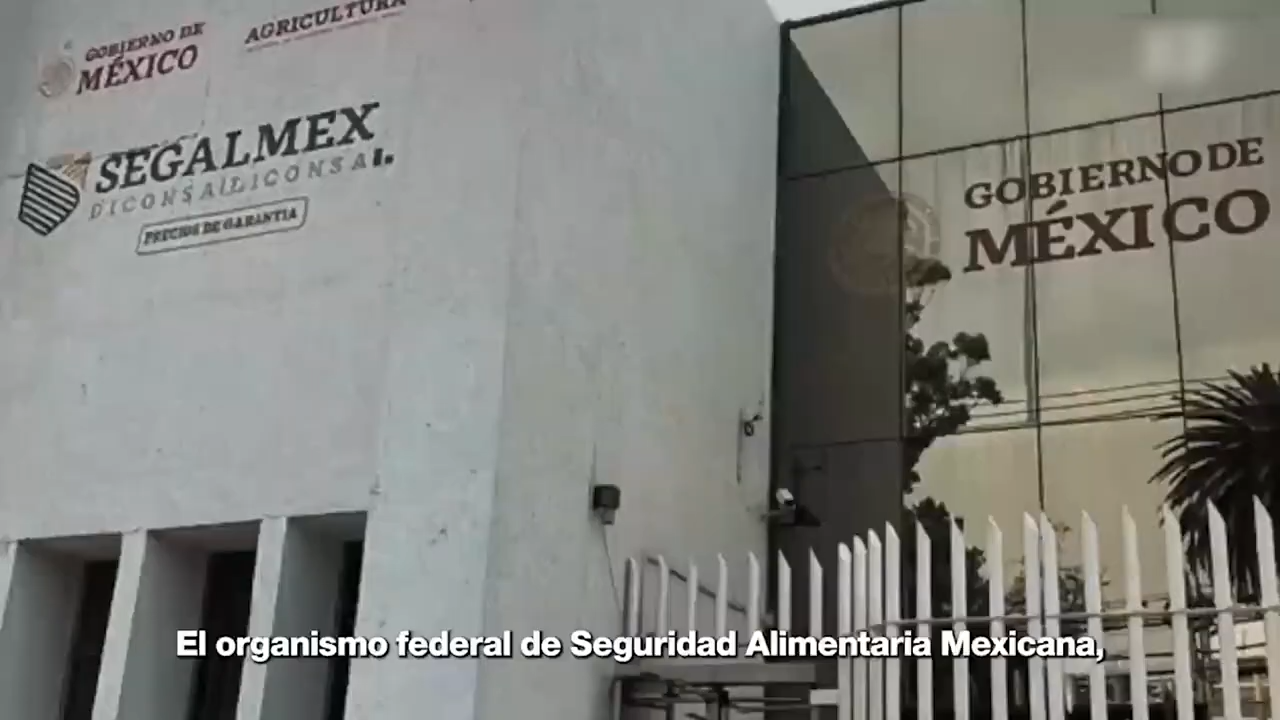 GOBIERNO DE
MÉXICO
AGRICULTURA
SEGALMEX
DICONSA LICONSA
PRECIOS DE GARANTIA
GOBIERNO DE
MÉXICO
El organismo federal de Seguridad Alimentaria Mexicana,